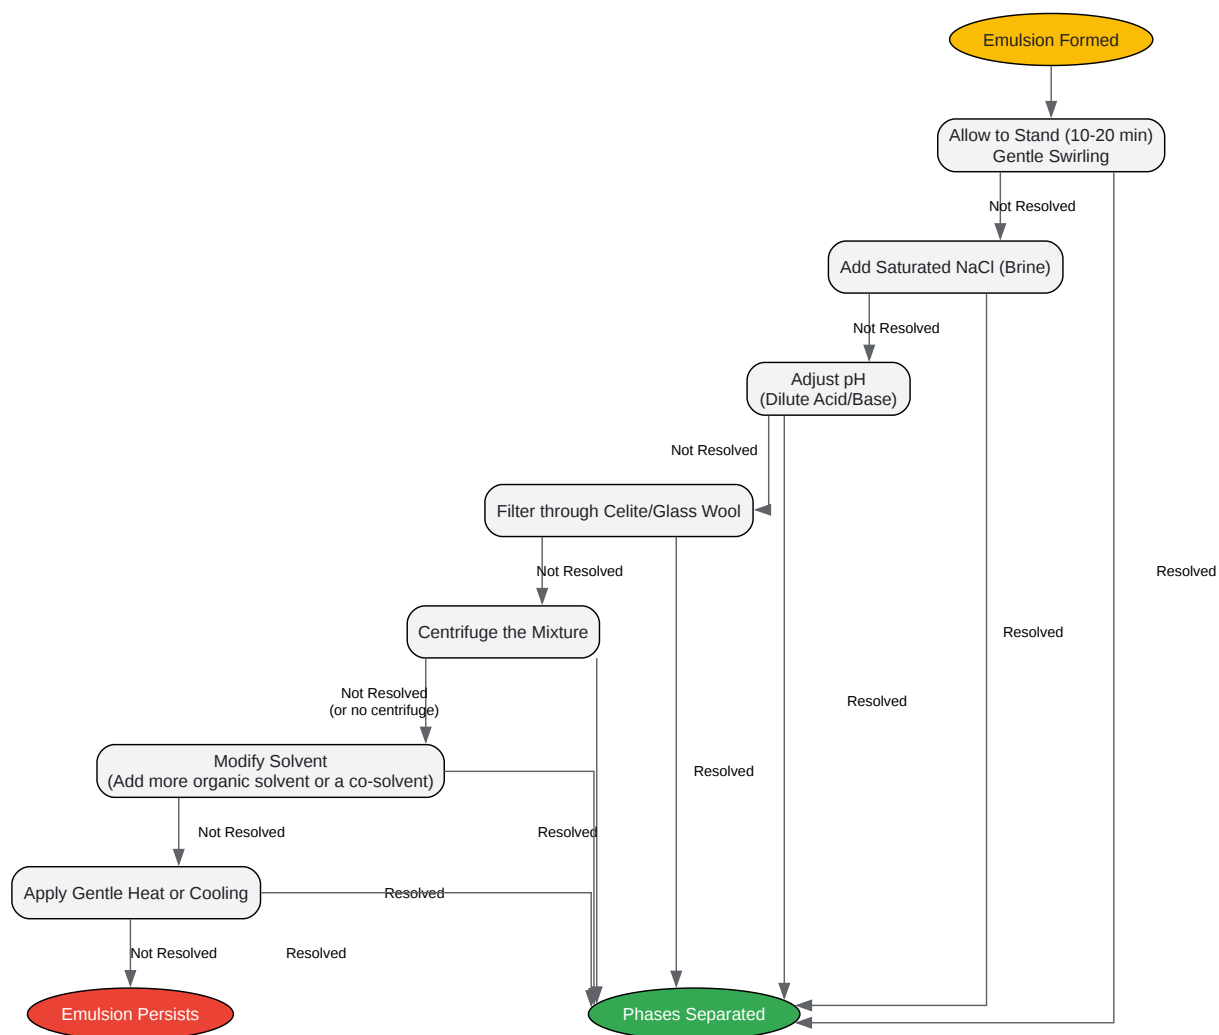 Emulsion Formed
Allow to Stand (10-20 min)
Gentle Swirling
Not Resolved
Add Saturated NaCl (Brine)
Not Resolved
Adjust pH
(Dilute Acid/Base)
Not Resolved
Filter through Celite/Glass Wool
Not Resolved
Resolved
Centrifuge the Mixture
Resolved
Not Resolved
(or no centrifuge)
Resolved
Modify Solvent
(Add more organic solvent or a co-solvent)
Resolved
Not Resolved
Resolved
Apply Gentle Heat or Cooling
Resolved
Not Resolved
Resolved
Emulsion Persists
Phases Separated